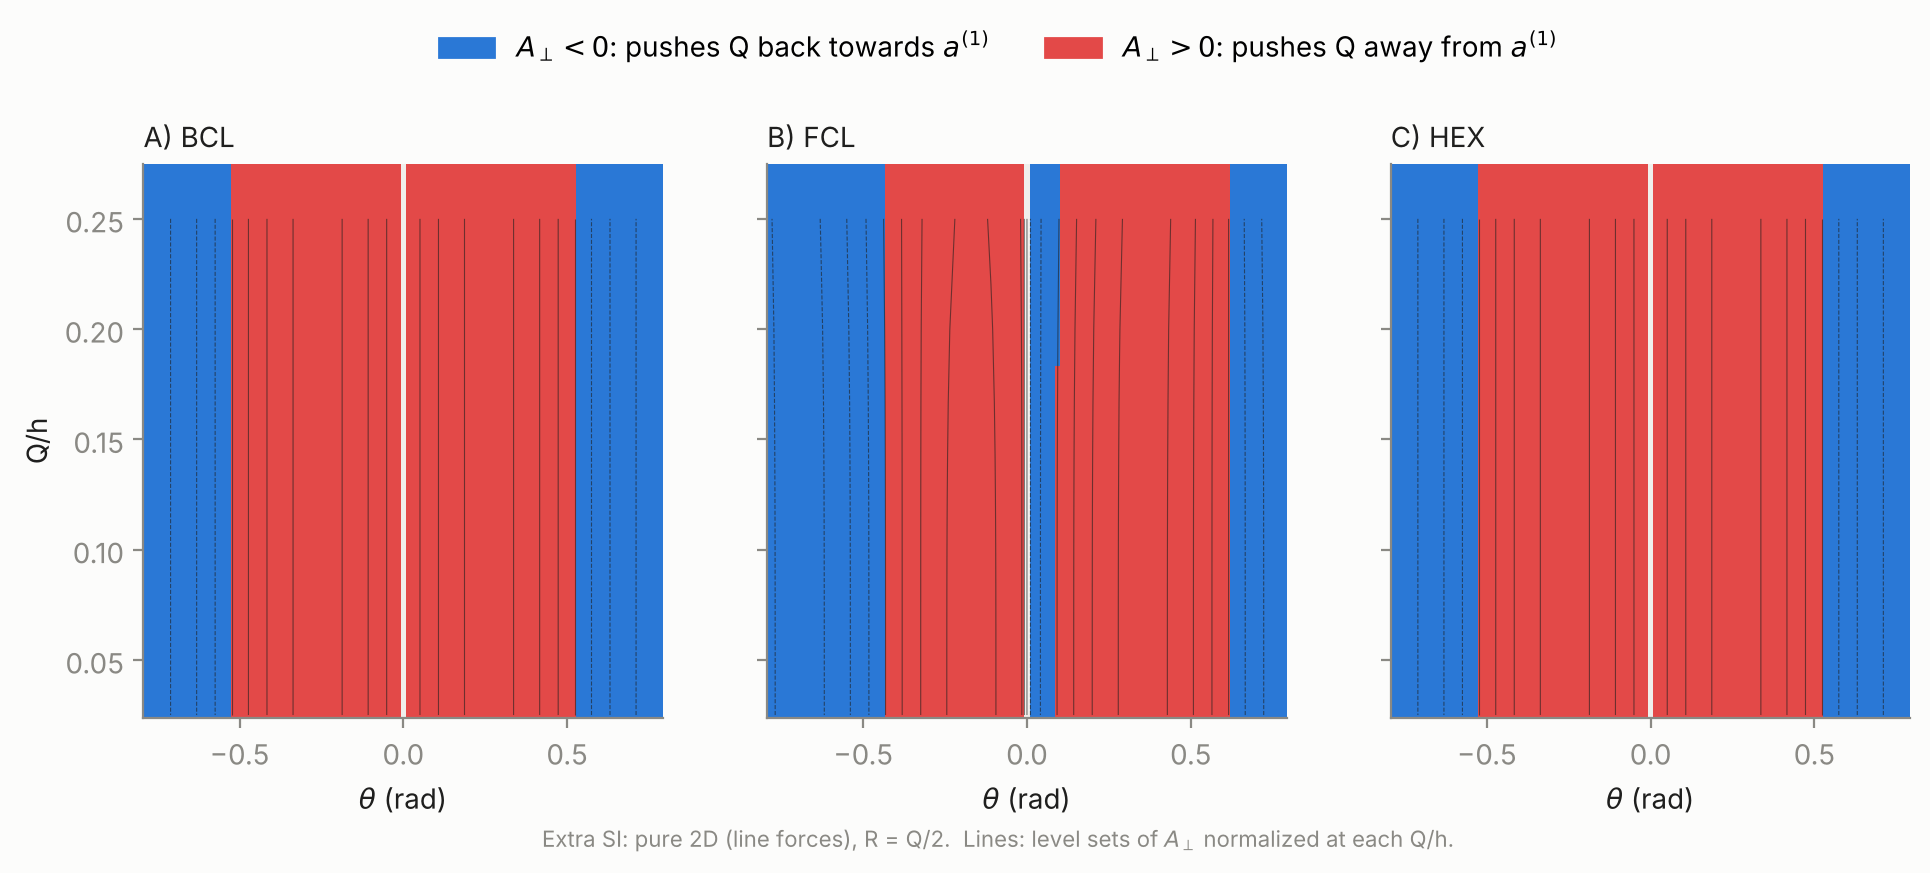 A⊥ < 0: pushes Q back towards a⁽¹⁾
A⊥ > 0: pushes Q away from a⁽¹⁾
A) BCL
B) FCL
C) HEX
0.25
0.20
0.15
0.10
0.05
Q/h
−0.5 0.0 0.5
−0.5 0.0 0.5
−0.5 0.0 0.5
θ (rad)
θ (rad)
θ (rad)
Extra SI: pure 2D (line forces), R = Q/2. Lines: level sets of A⊥ normalized at each Q/h.